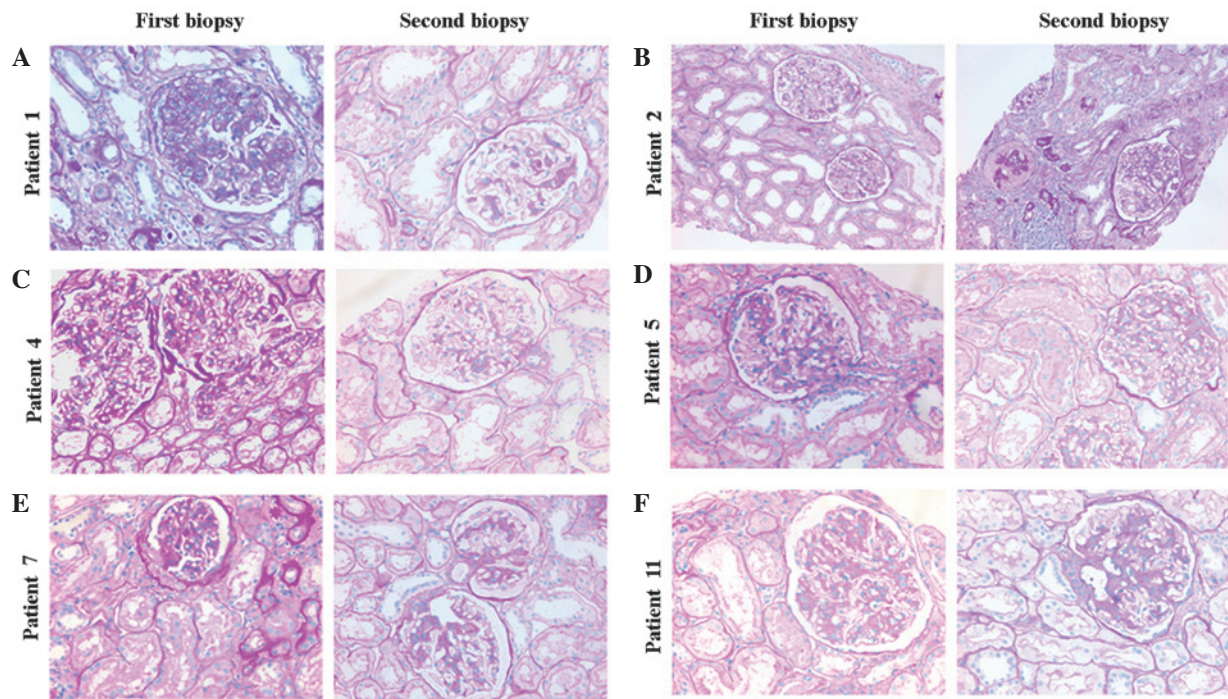 First biopsy Second biopsy First biopsy Second biopsy
A Patient 1
B Patient 2
C Patient 4
D Patient 5
E Patient 7
F Patient 11